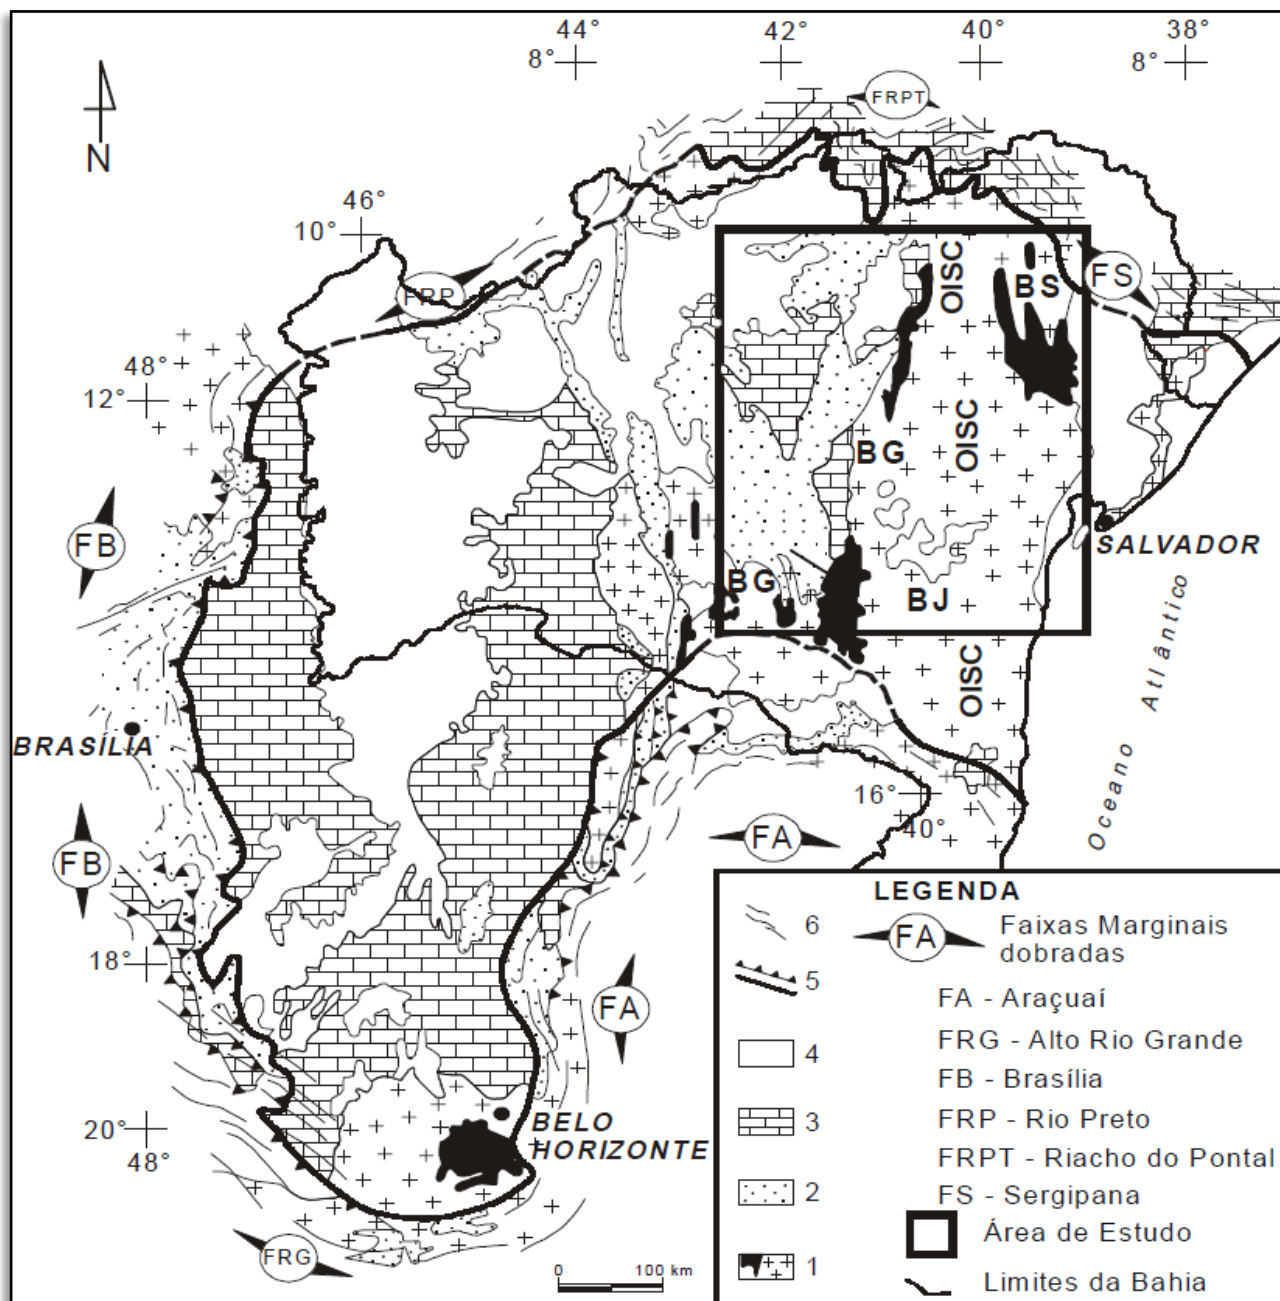 44°
42°
40°
38°
8°
8°
FRPT
N
46°
10°
OISC
BS
FS
FRP
48°
12°
OISC
BG
FB
SALVADOR
BG
BJ
OISC
Oceano Atlântico
BRASÍLIA
16°
40°
FA
FB
18°
FA
20°
48°
BELO
HORIZONTE
FRG
0 100 km
LEGENDA
6
FA Faixas Marginais
dobradas
5
FA - Araçuaí
4
FRG - Alto Rio Grande
FB - Brasília
3
FRP - Rio Preto
FRPT - Riacho do Pontal
2
FS - Sergipana
Área de Estudo
1
Limites da Bahia